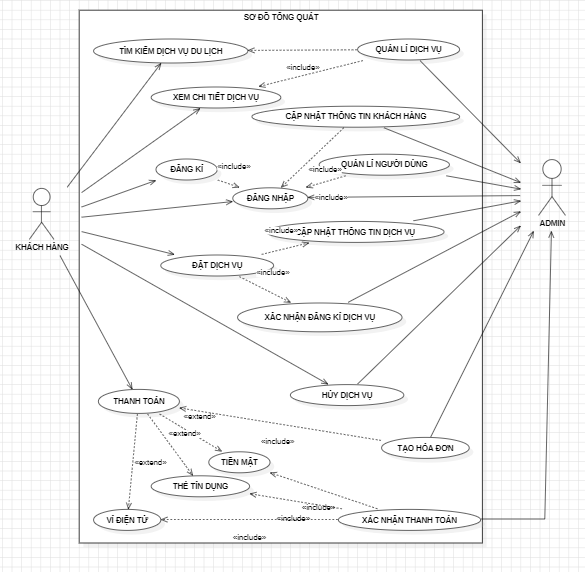 SƠ ĐỒ TỔNG QUÁT
TÌM KIẾM DỊCH VỤ DU LỊCH
QUẢN LÍ DỊCH VỤ
«include»
XEM CHI TIẾT DỊCH VỤ
CẬP NHẬT THÔNG TIN KHÁCH HÀNG
ĐĂNG KÍ
«include»
«include»
QUẢN LÍ NGƯỜI DÙNG
ĐĂNG NHẬP
«include»
KHÁCH HÀNG
ADMIN
«include»
CẬP NHẬT THÔNG TIN DỊCH VỤ
ĐẶT DỊCH VỤ
«include»
XÁC NHẬN ĐĂNG KÍ DỊCH VỤ
HỦY DỊCH VỤ
THANH TOÁN
«extend»
«extend»
«include»
TẠO HÓA ĐƠN
«extend»
TIỀN MẶT
THẺ TÍN DỤNG
«include»
VÍ ĐIỆN TỬ
«include»
XÁC NHẬN THANH TOÁN
«include»